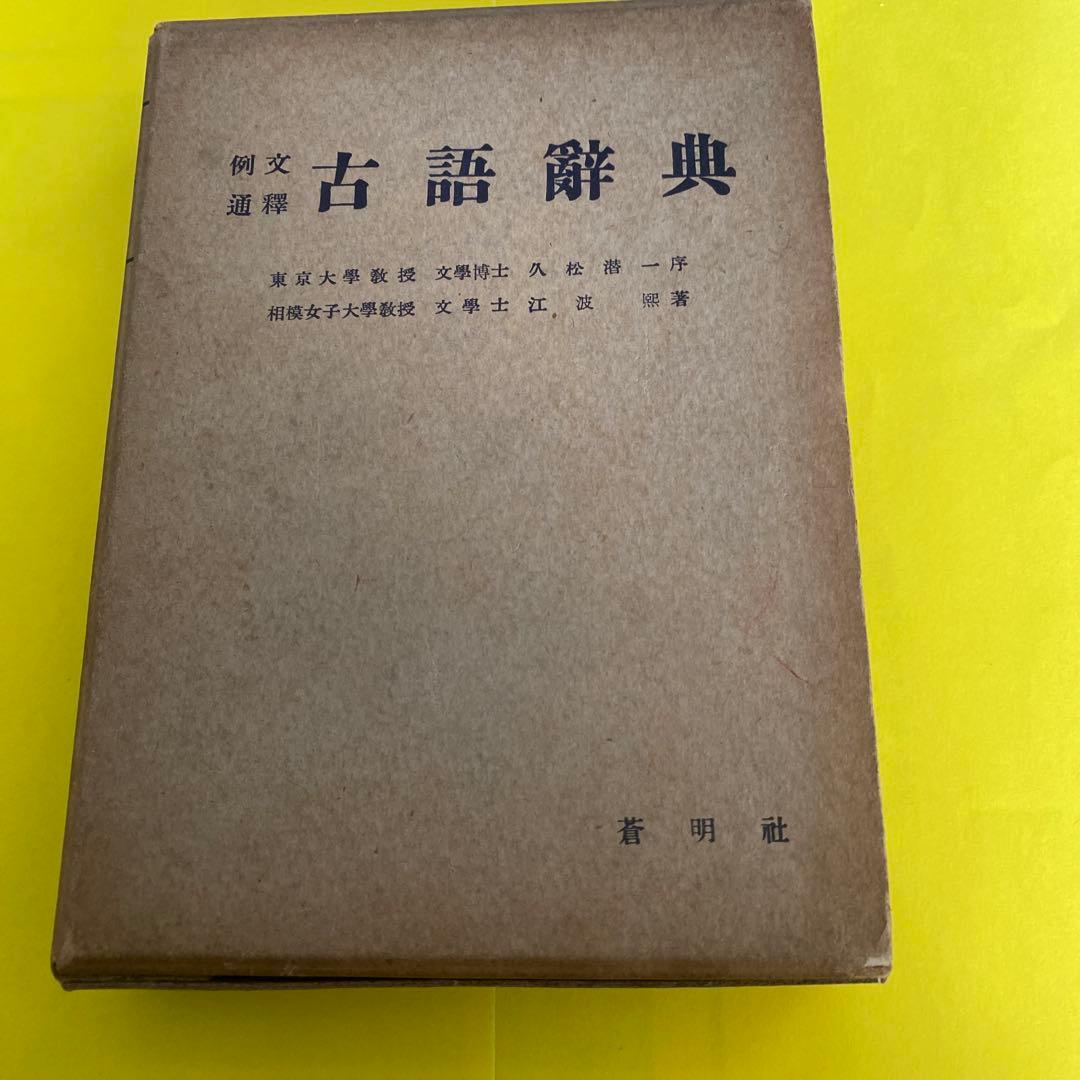 例文通釋 古語辭典
東京大學教授 文學博士 久松潜一序
相模女子大學教授 文學士 江波熙著
蒼明社